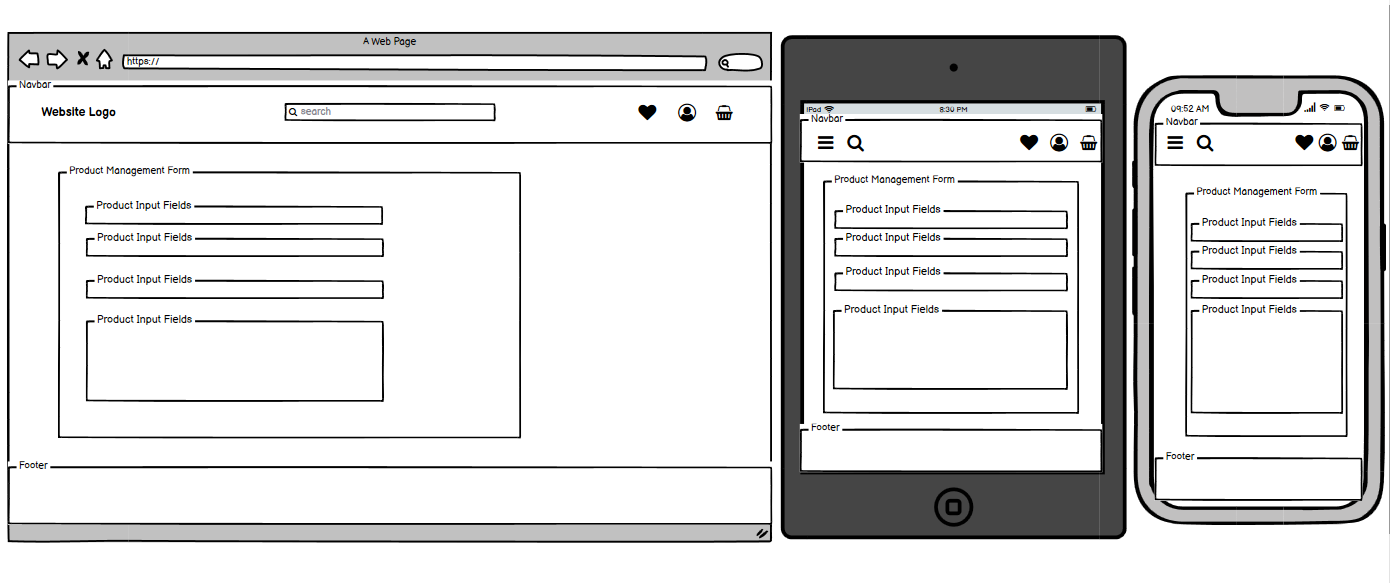 A Web Page
https://
Navbar
Website Logo
search
Product Management Form
Product Input Fields
Product Input Fields
Product Input Fields
Product Input Fields
Footer
iPad
8:30 PM
Navbar
Product Management Form
Product Input Fields
Product Input Fields
Product Input Fields
Product Input Fields
Footer
09:52 AM
Navbar
Product Management Form
Product Input Fields
Product Input Fields
Product Input Fields
Product Input Fields
Footer